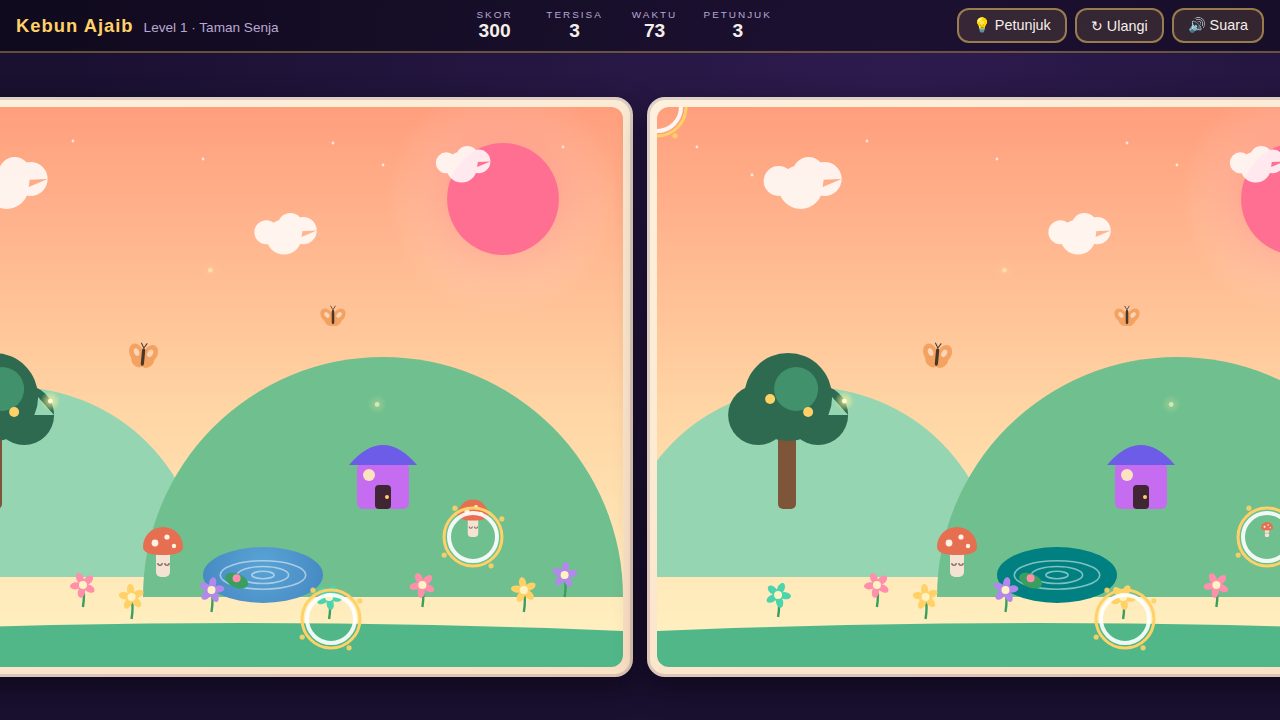 Kebun Ajaib Level 1 · Taman Senja
SKOR
300
TERSISA
3
WAKTU
73
PETUNJUK
3
💡 Petunjuk
↻ Ulangi
🔊 Suara